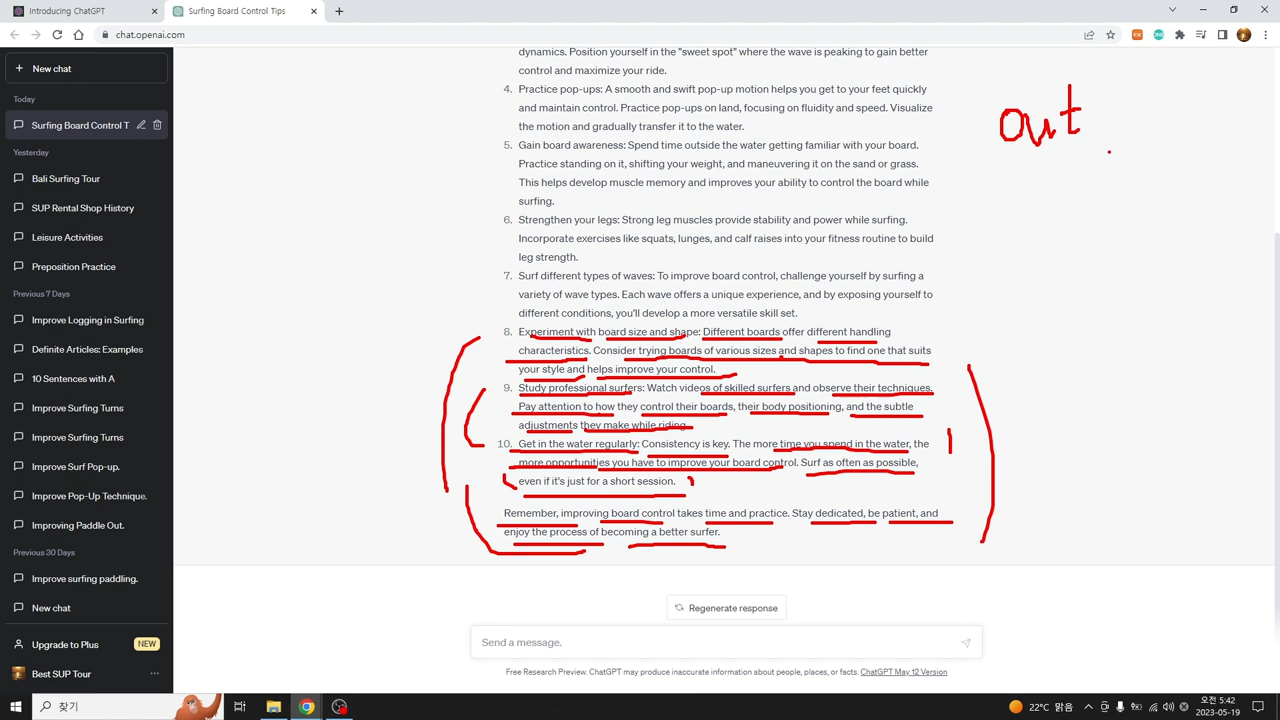 Introducing ChatGPT
Surfing Board Control Tips
chat.openai.com
New chat
Today
Surfing Board Control T
Yesterday
Bali Surfing Tour
SUP Rental Shop History
Leisure Activities
Preposition Practice
Previous 7 Days
Improve Logging in Surfing
Definite Articles: Examples
10 Sentences with A
Improve Surfing Turns
Improve Surfing Turns
Improve Surf Pop-up.
Improve Pop-Up Technique.
Improving Paddle Out.
Previous 30 Days
Improve surfing paddling.
New chat
Upgrade to Plus NEW
Best SUP Tour
dynamics. Position yourself in the "sweet spot" where the wave is peaking to gain better
control and maximize your ride.
4. Practice pop-ups: A smooth and swift pop-up motion helps you get to your feet quickly
and maintain control. Practice pop-ups on land, focusing on fluidity and speed. Visualize
the motion and gradually transfer it to the water.
5. Gain board awareness: Spend time outside the water getting familiar with your board.
Practice standing on it, shifting your weight, and maneuvering it on the sand or grass.
This helps develop muscle memory and improves your ability to control the board while
surfing.
6. Strengthen your legs: Strong leg muscles provide stability and power while surfing.
Incorporate exercises like squats, lunges, and calf raises into your fitness routine to build
leg strength.
7. Surf different types of waves: To improve board control, challenge yourself by surfing a
variety of wave types. Each wave offers a unique experience, and by exposing yourself to
different conditions, you'll develop a more versatile skill set.
8. Experiment with board size and shape: Different boards offer different handling
characteristics. Consider trying boards of various sizes and shapes to find one that suits
your style and helps improve your control.
9. Study professional surfers: Watch videos of skilled surfers and observe their techniques.
Pay attention to how they control their boards, their body positioning, and the subtle
adjustments they make while riding.
10. Get in the water regularly: Consistency is key. The more time you spend in the water, the
more opportunities you have to improve your board control. Surf as often as possible,
even if it's just for a short session.
Remember, improving board control takes time and practice. Stay dedicated, be patient, and
enjoy the process of becoming a better surfer.
out
Regenerate response
Send a message.
Free Research Preview. ChatGPT may produce inaccurate information about people, places, or facts. ChatGPT May 12 Version
찾기
22°C 맑음
오전 5:42
2023-05-19